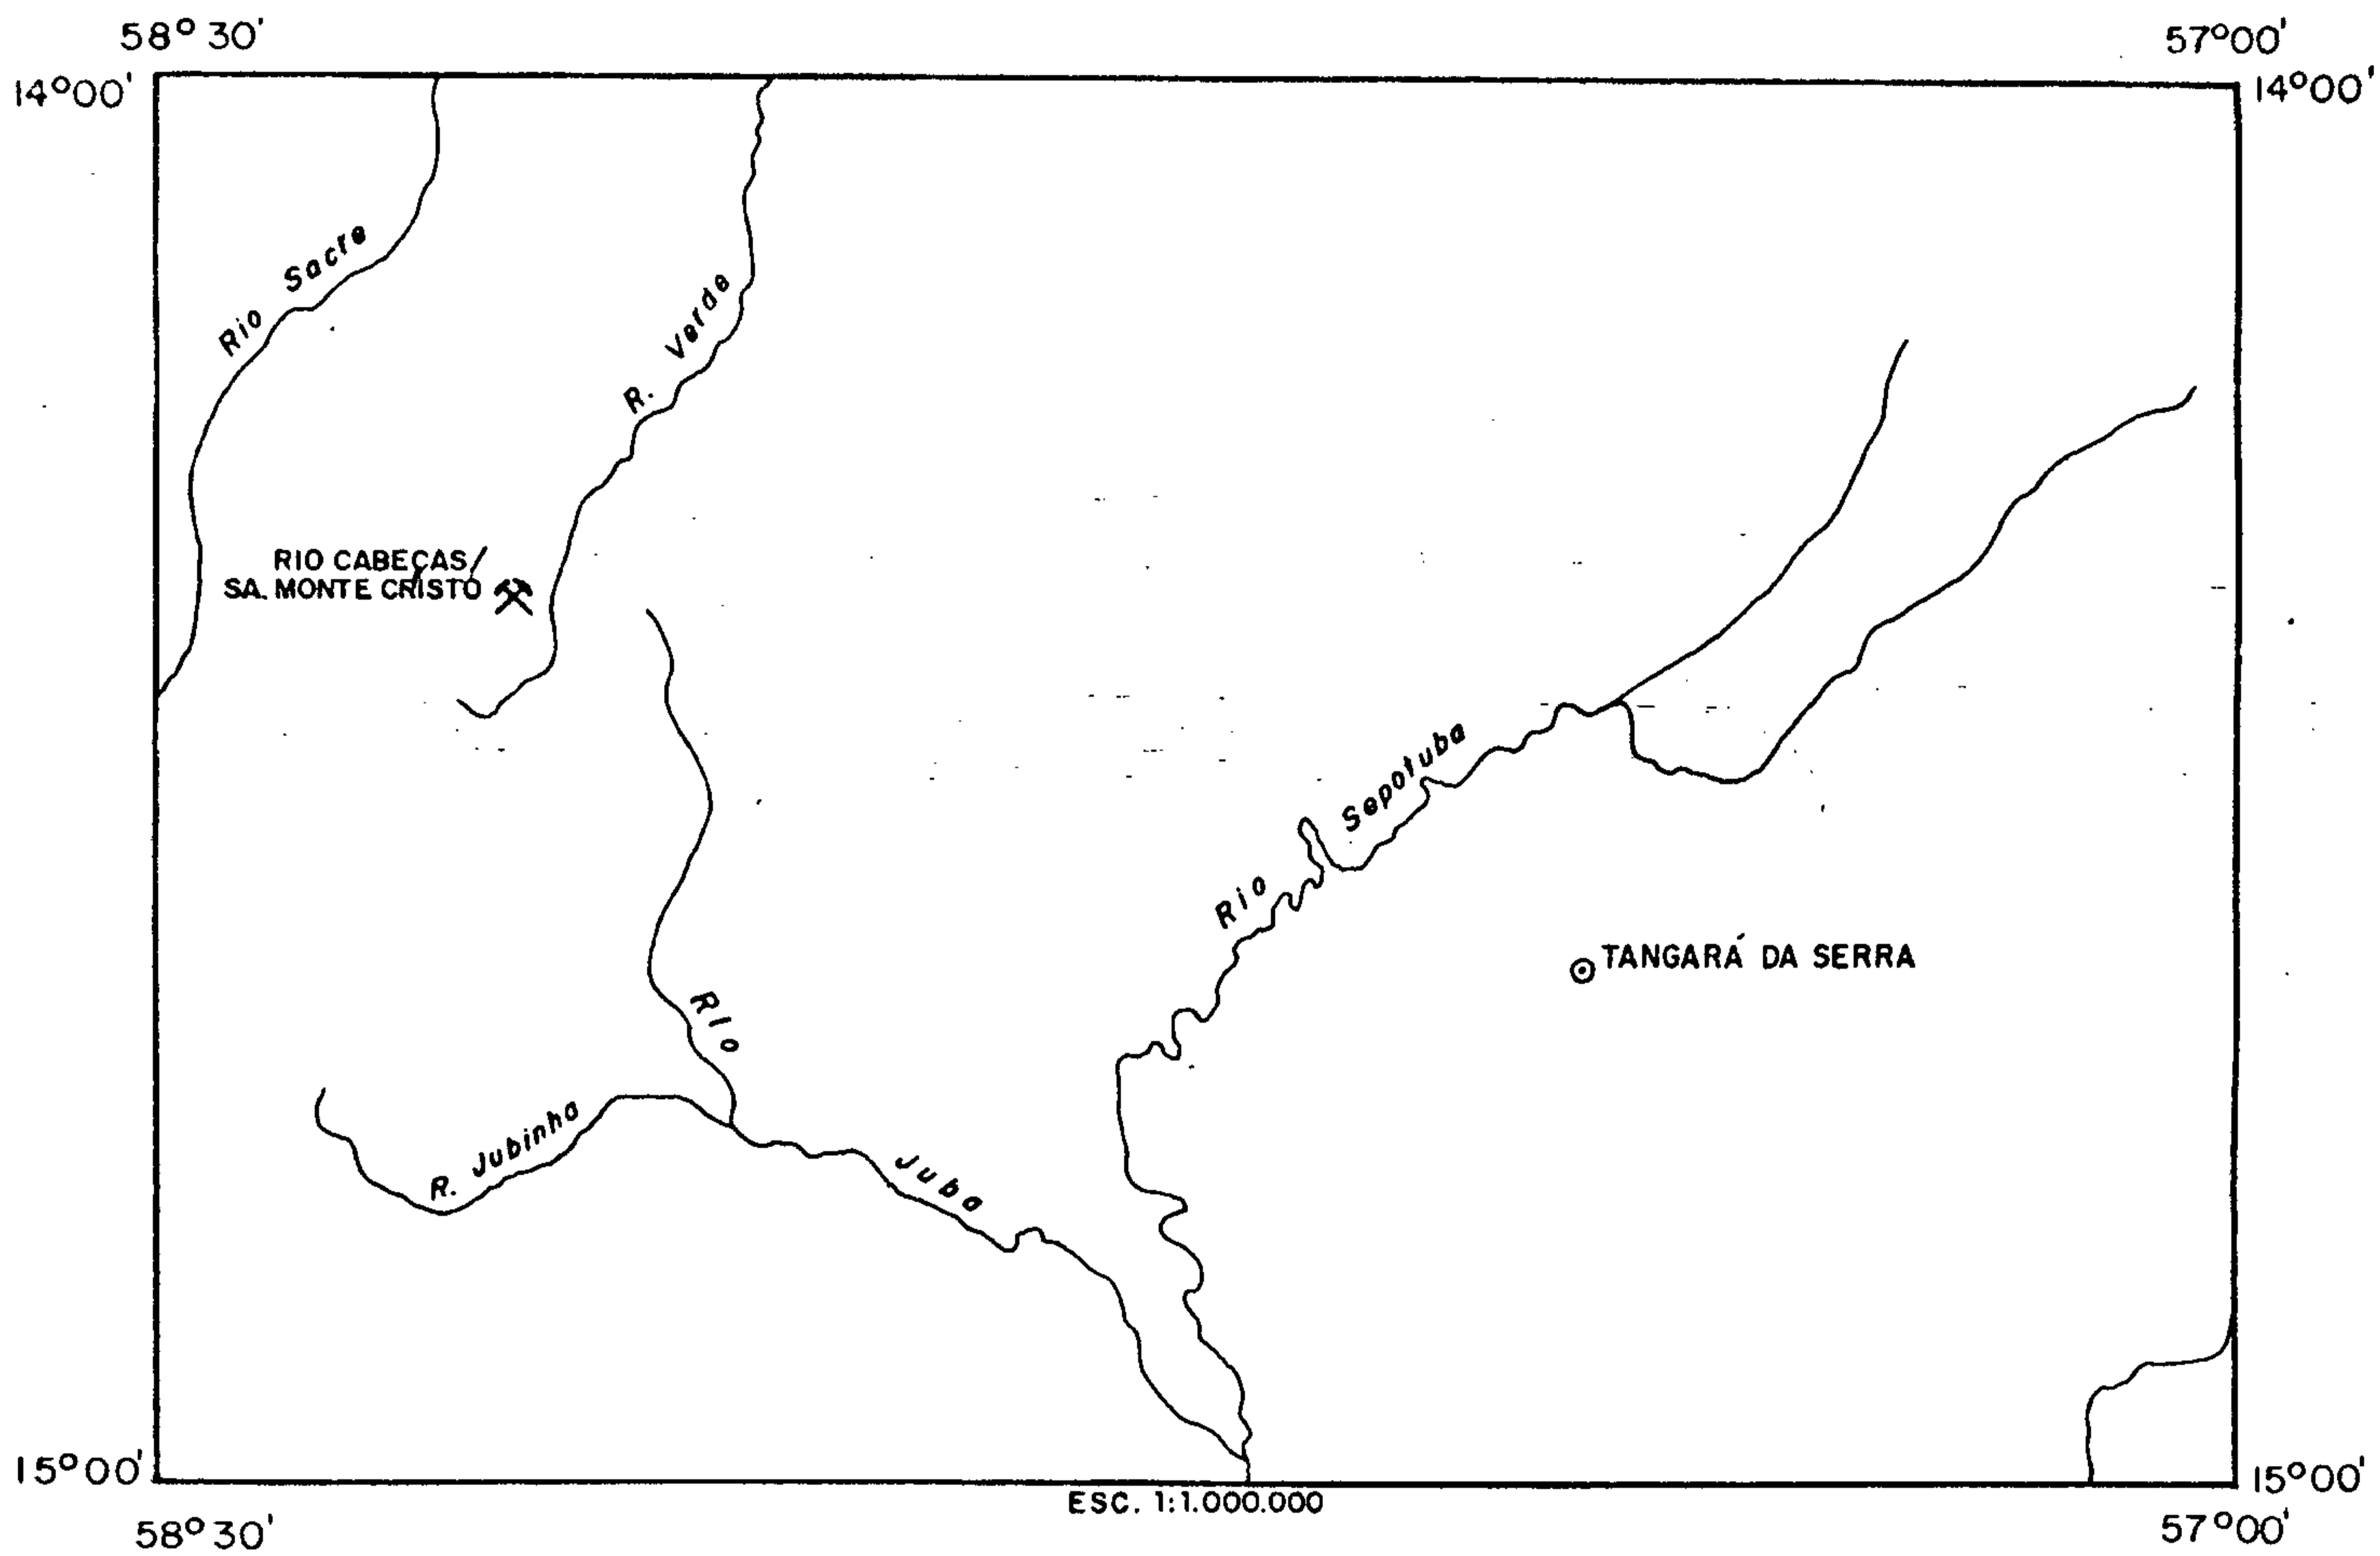 58°30'
57°00'
14°00'
14°00'
Rio Sacre
R. Verde
RIO CABEÇAS/
SA. MONTE CRISTO
Rio Sepotuba
TANGARÁ DA SERRA
Rio Juba
R. Jubinha
15°00'
15°00'
ESC. 1:1.000.000
58°30'
57°00'